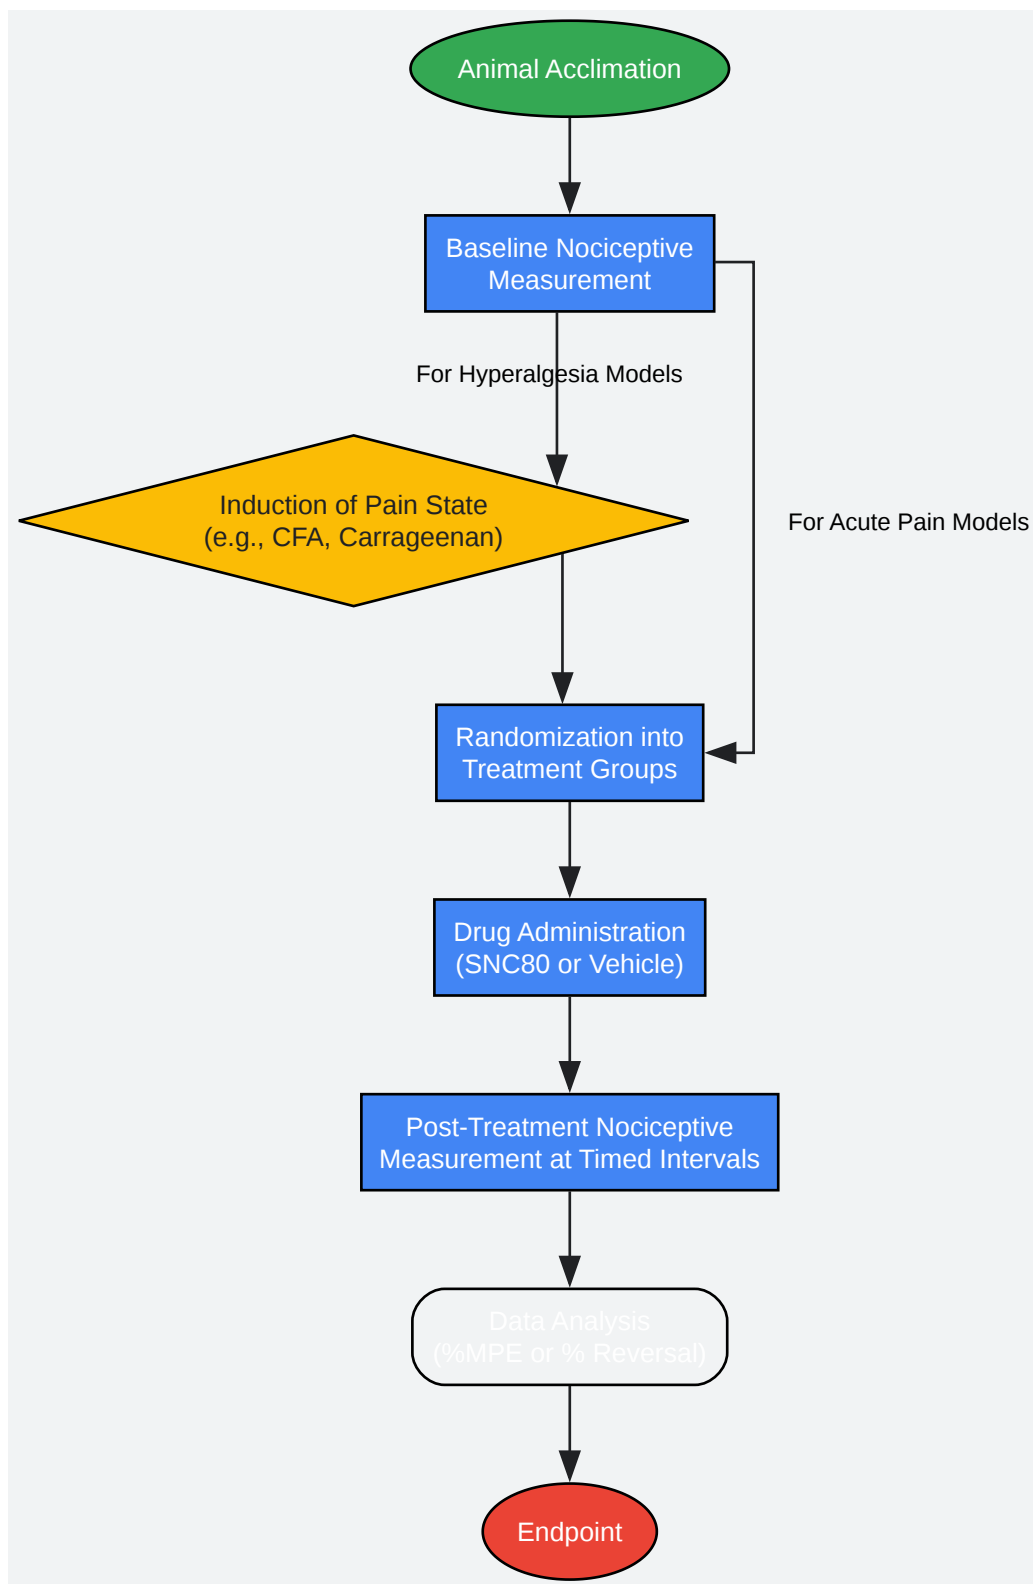 Animal Acclimation
Baseline Nociceptive
Measurement
For Hyperalgesia Models
Induction of Pain State
(e.g., CFA, Carrageenan)
For Acute Pain Models
Randomization into
Treatment Groups
Drug Administration
(SNC80 or Vehicle)
Post-Treatment Nociceptive
Measurement at Timed Intervals
Data Analysis
(%MPE or % Reversal)
Endpoint